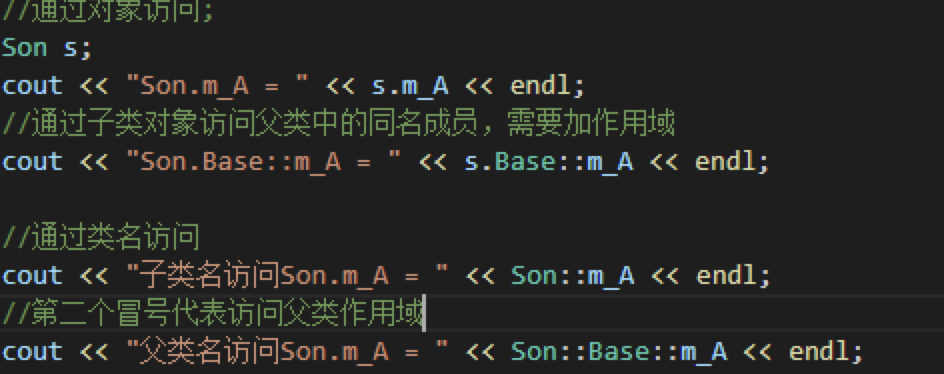 //通过对象访问;
Son s;
cout << "Son.m_A = " << s.m_A << endl;
//通过子类对象访问父类中的同名成员，需要加作用域
cout << "Son.Base::m_A = " << s.Base::m_A << endl;
//通过类名访问
cout << "子类名访问Son.m_A = " << Son::m_A << endl;
//第二个冒号代表访问父类作用域
cout << "父类名访问Son.m_A = " << Son::Base::m_A << endl;